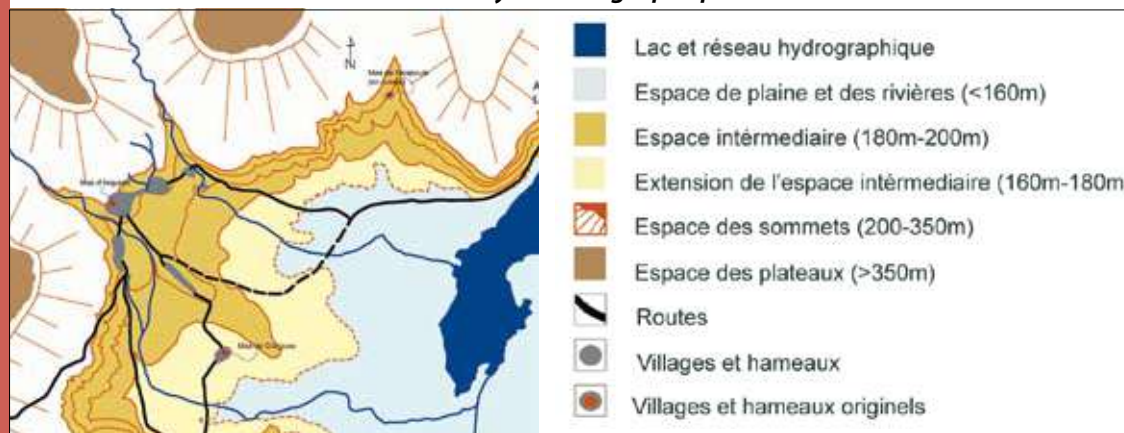 N
Lac et réseau hydrographique
Espace de plaine et des rivières (<160m)
Espace intérmediaire (180m-200m)
Extension de l'espace intérmediaire (160m-180m
Espace des sommets (200-350m)
Espace des plateaux (>350m)
Routes
Villages et hameaux
Villages et hameaux originels